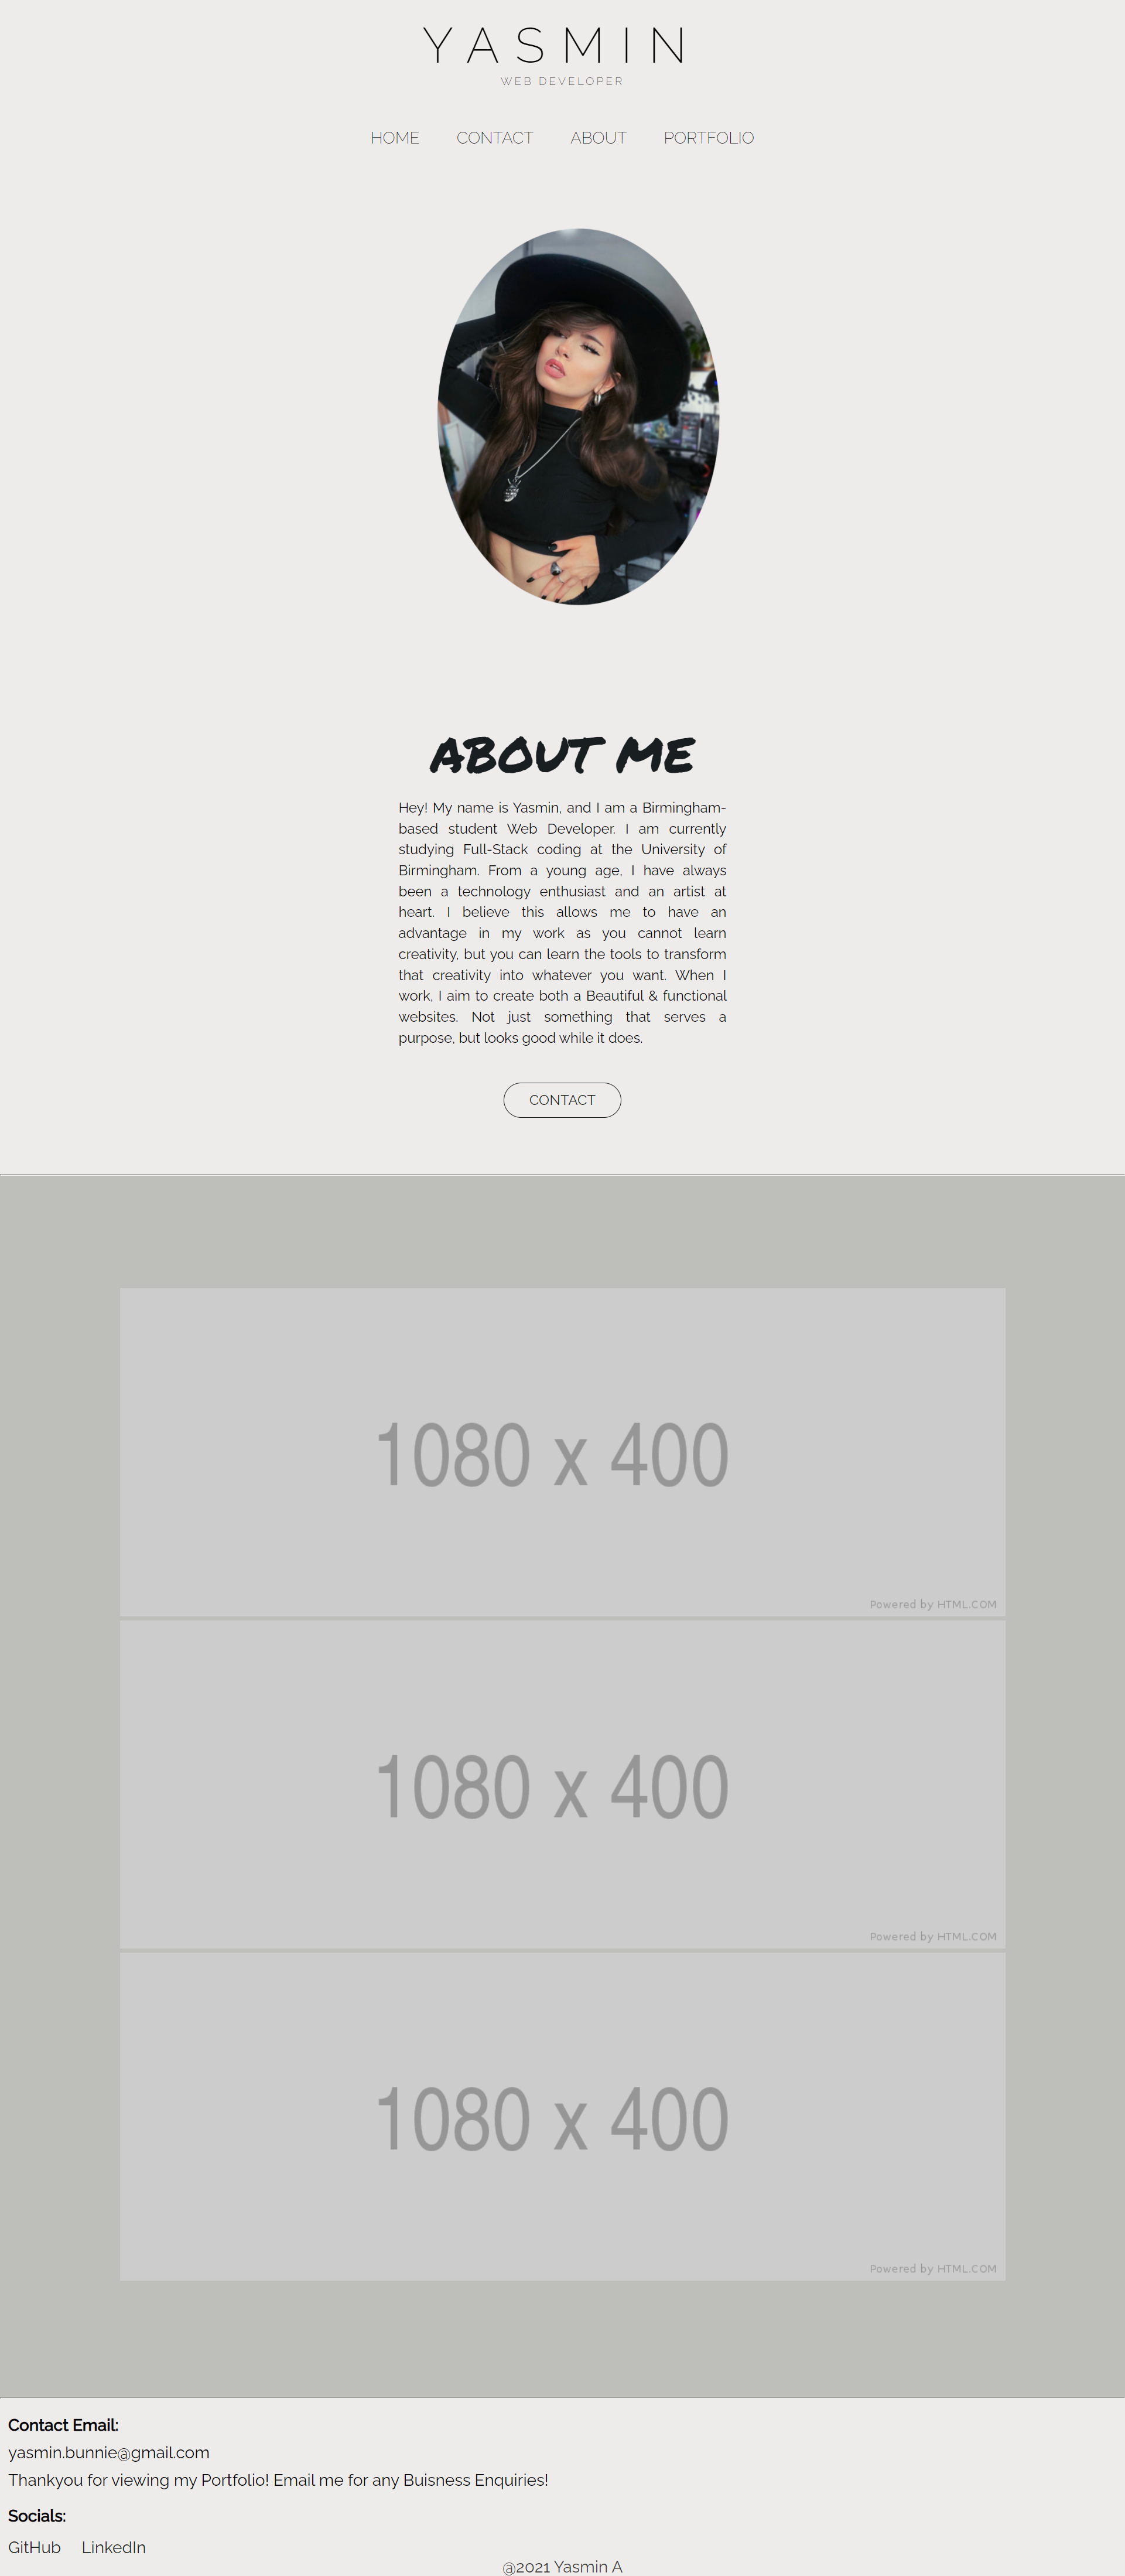 YASMIN
WEB DEVELOPER
HOME CONTACT ABOUT PORTFOLIO
ABOUT ME
Hey! My name is Yasmin, and I am a Birmingham-
based student Web Developer. I am currently
studying Full-Stack coding at the University of
Birmingham. From a young age, I have always
been a technology enthusiast and an artist at
heart. I believe this allows me to have an
advantage in my work as you cannot learn
creativity, but you can learn the tools to transform
that creativity into whatever you want. When I
work, I aim to create both a Beautiful & functional
websites. Not just something that serves a
purpose, but looks good while it does.
CONTACT
1080 x 400
Powered by HTML.COM
1080 x 400
Powered by HTML.COM
1080 x 400
Powered by HTML.COM
Contact Email:
yasmin.bunnie@gmail.com
Thankyou for viewing my Portfolio! Email me for any Buisness Enquiries!
Socials:
GitHub LinkedIn
@2021 Yasmin A